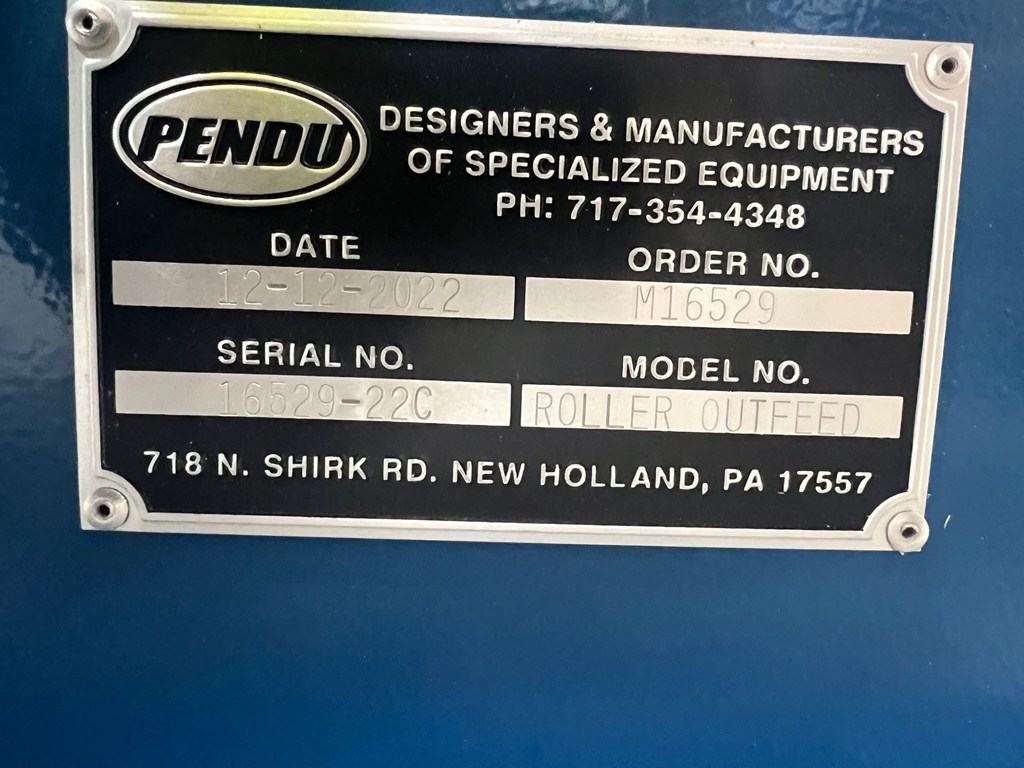 PENDU
DESIGNERS & MANUFACTURERS
OF SPECIALIZED EQUIPMENT
PH: 717-354-4348
DATE
12-12-2022
ORDER NO.
M16529
SERIAL NO.
16529-22C
MODEL NO.
ROLLER OUTFEED
718 N. SHIRK RD. NEW HOLLAND, PA 17557